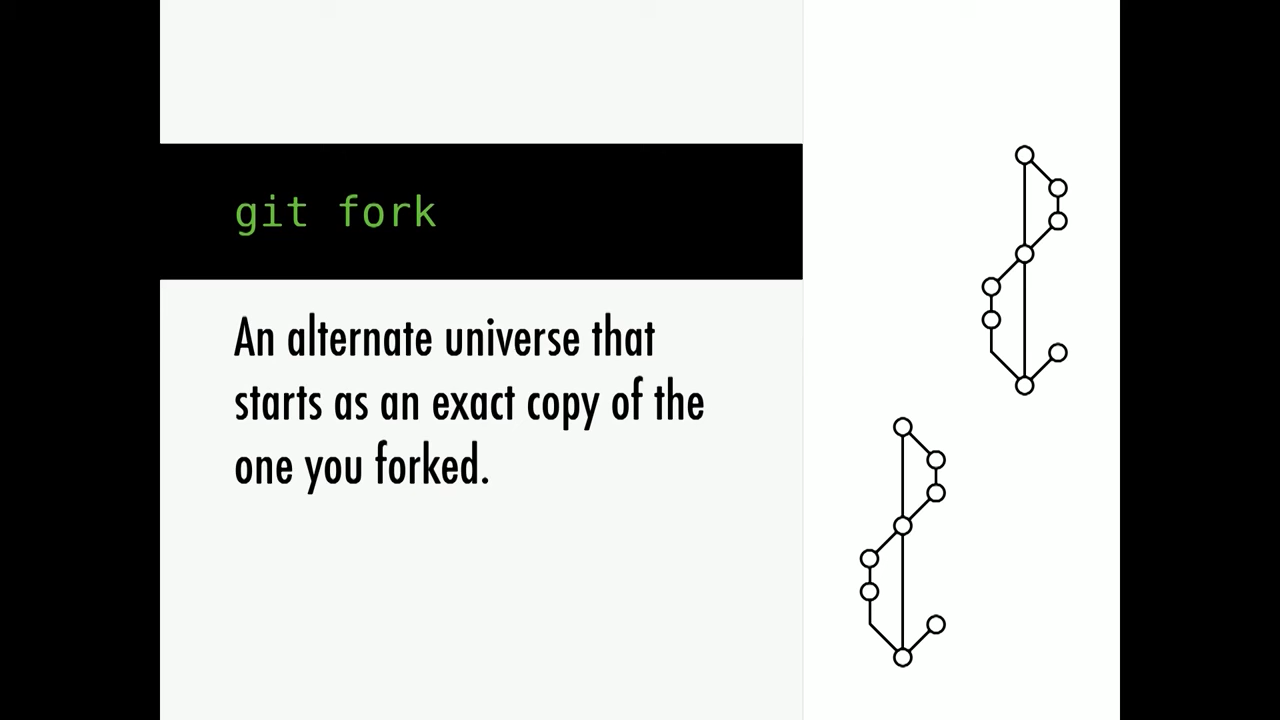 git fork
An alternate universe that
starts as an exact copy of the
one you forked.